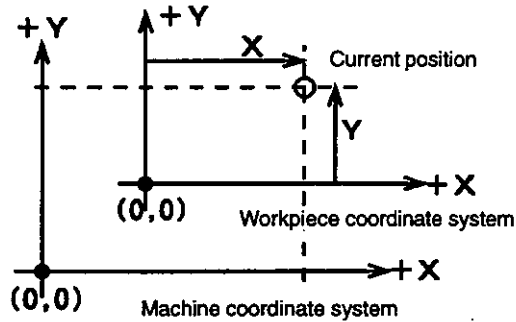 +Y
+Y
X
Current position
Y
+X
(0,0)
Workpiece coordinate system
+X
(0,0)
Machine coordinate system